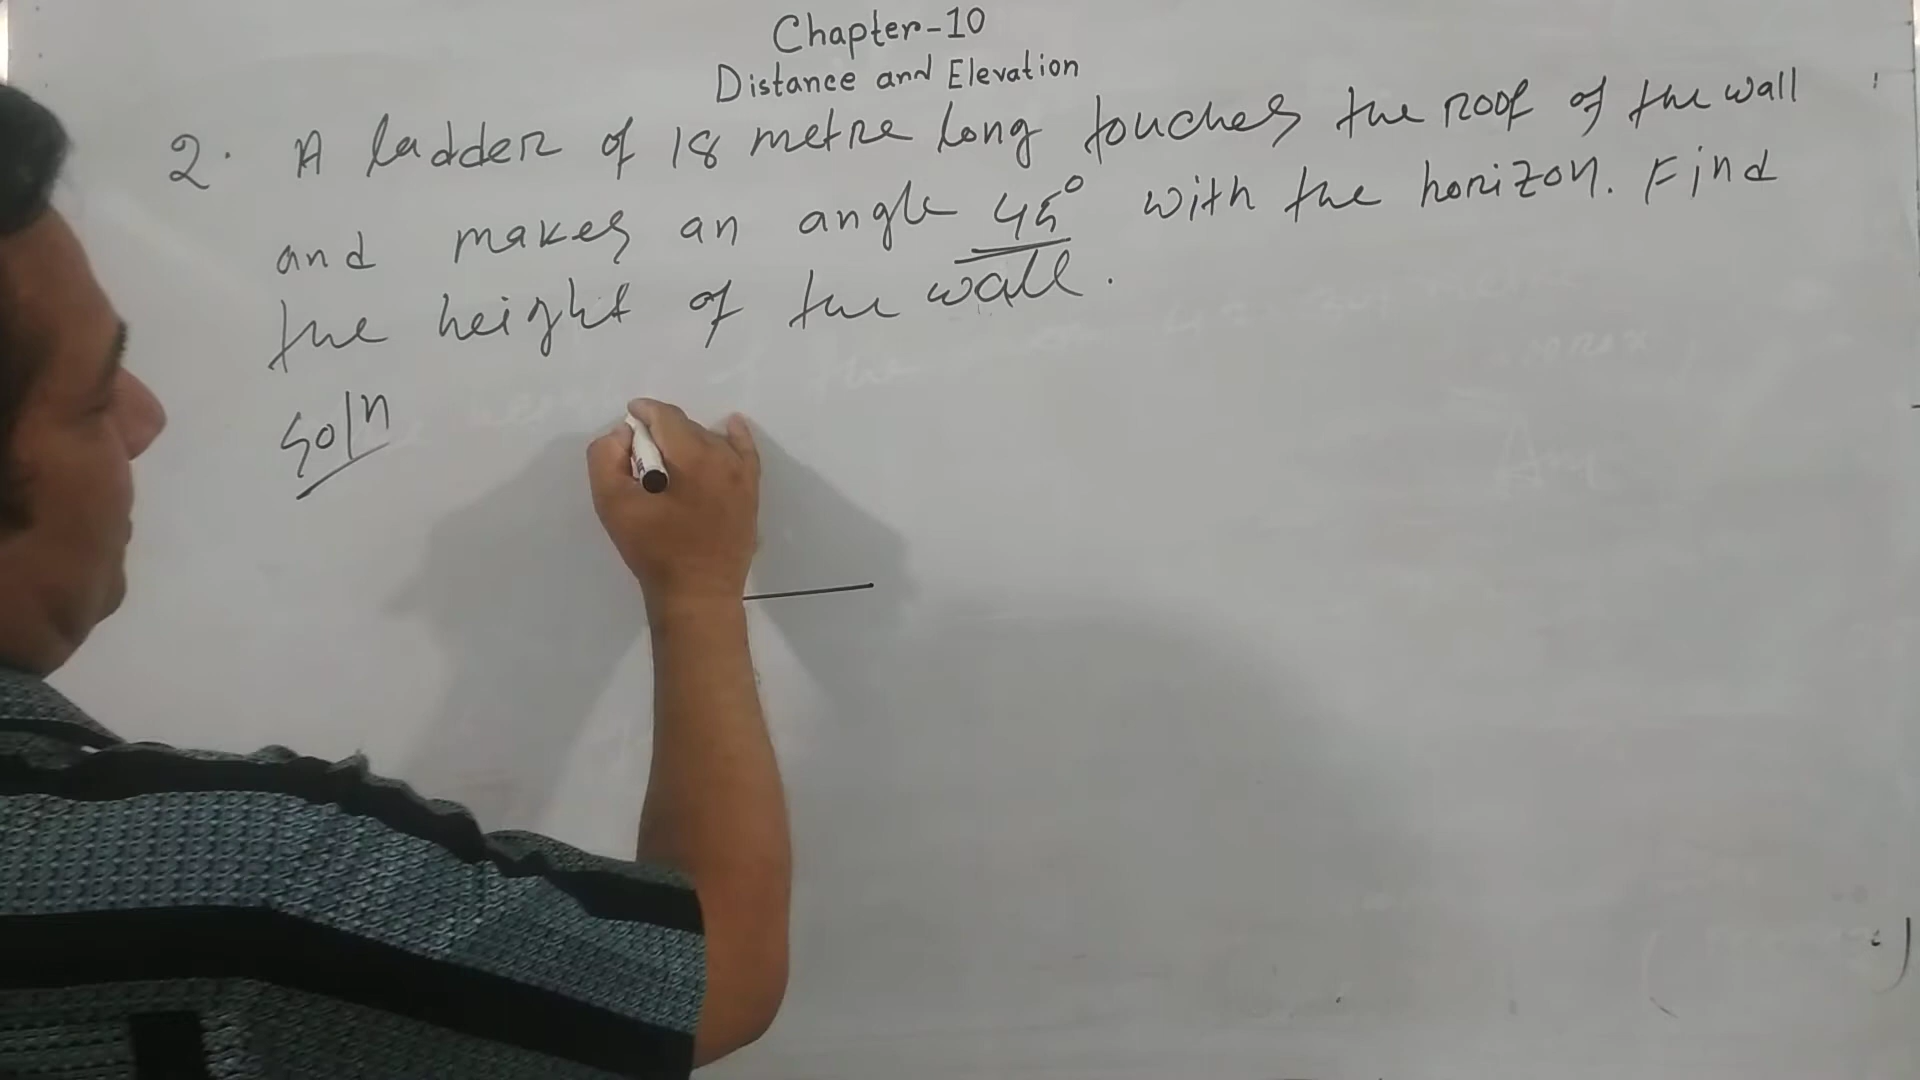 Chapter-10
Distance and Elevation
2. A ladder of 18 metre long touches the roof of the wall
and makes an angle 45° with the horizon. Find
the height of the wall.
Soln